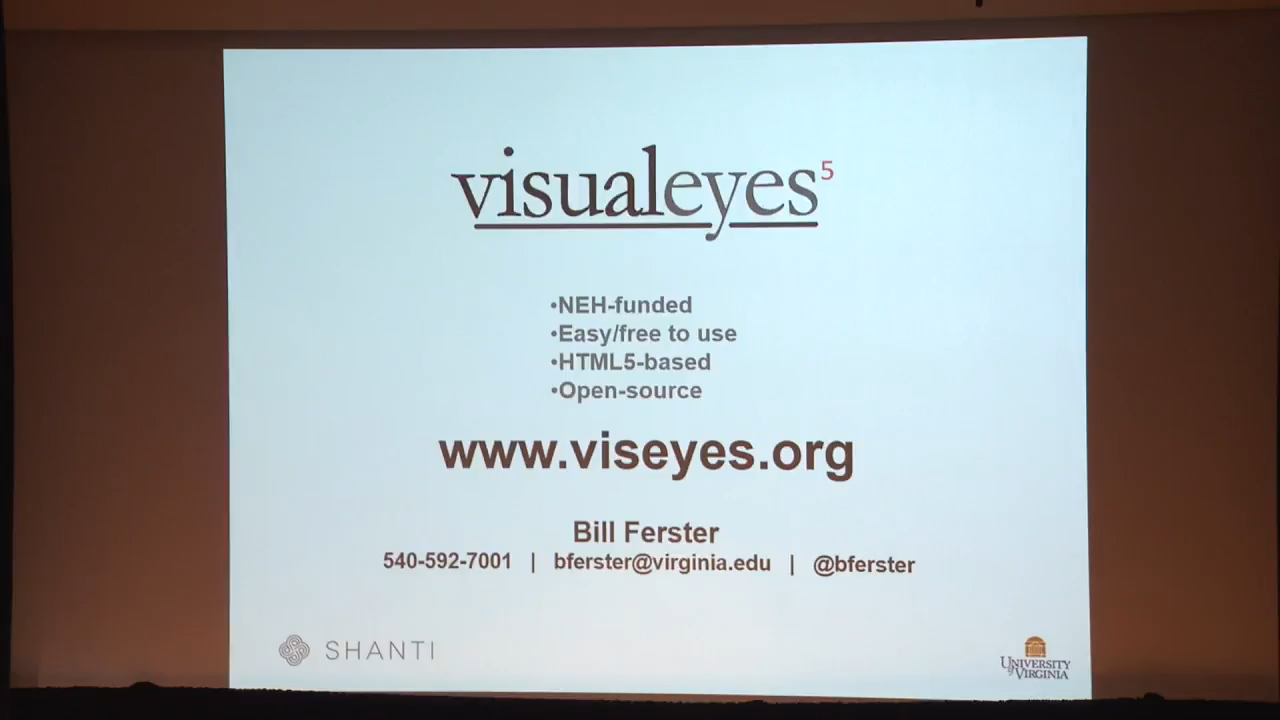 visualeyes5
•NEH-funded
•Easy/free to use
•HTML5-based
•Open-source
www.viseyes.org
Bill Ferster
540-592-7001 | bferster@virginia.edu | @bferster
SHANTI
UNIVERSITY
of VIRGINIA